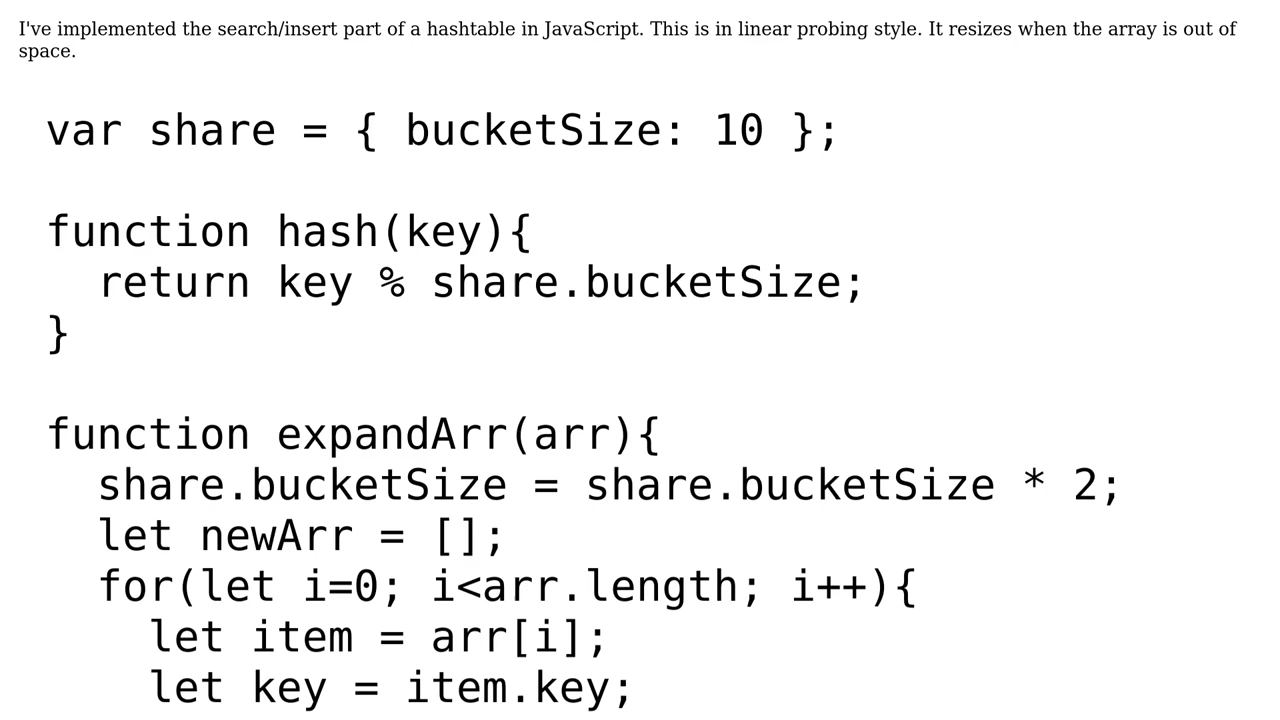 I've implemented the search/insert part of a hashtable in JavaScript. This is in linear probing style. It resizes when the array is out of
space.
var share = { bucketSize: 10 };
function hash(key){
  return key % share.bucketSize;
}
function expandArr(arr){
  share.bucketSize = share.bucketSize * 2;
  let newArr = [];
  for(let i=0; i<arr.length; i++){
    let item = arr[i];
    let key = item.key;